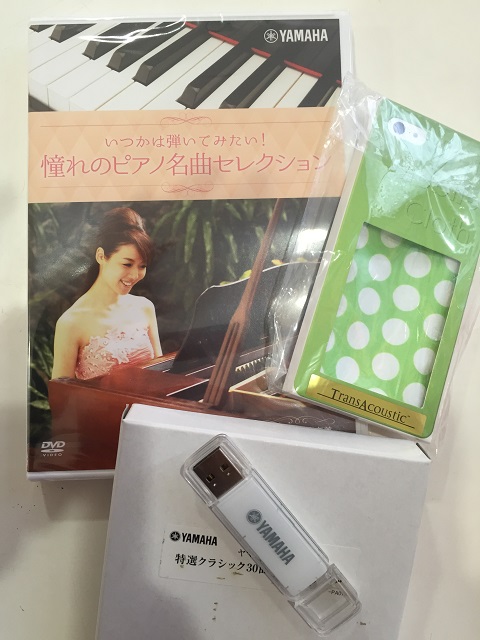 YAMAHA
いつかは弾いてみたい!
憧れのピアノ名曲セレクション
TransAcoustic
DVD
VIDEO
YAMAHA
特選クラシック30
YAMAHA